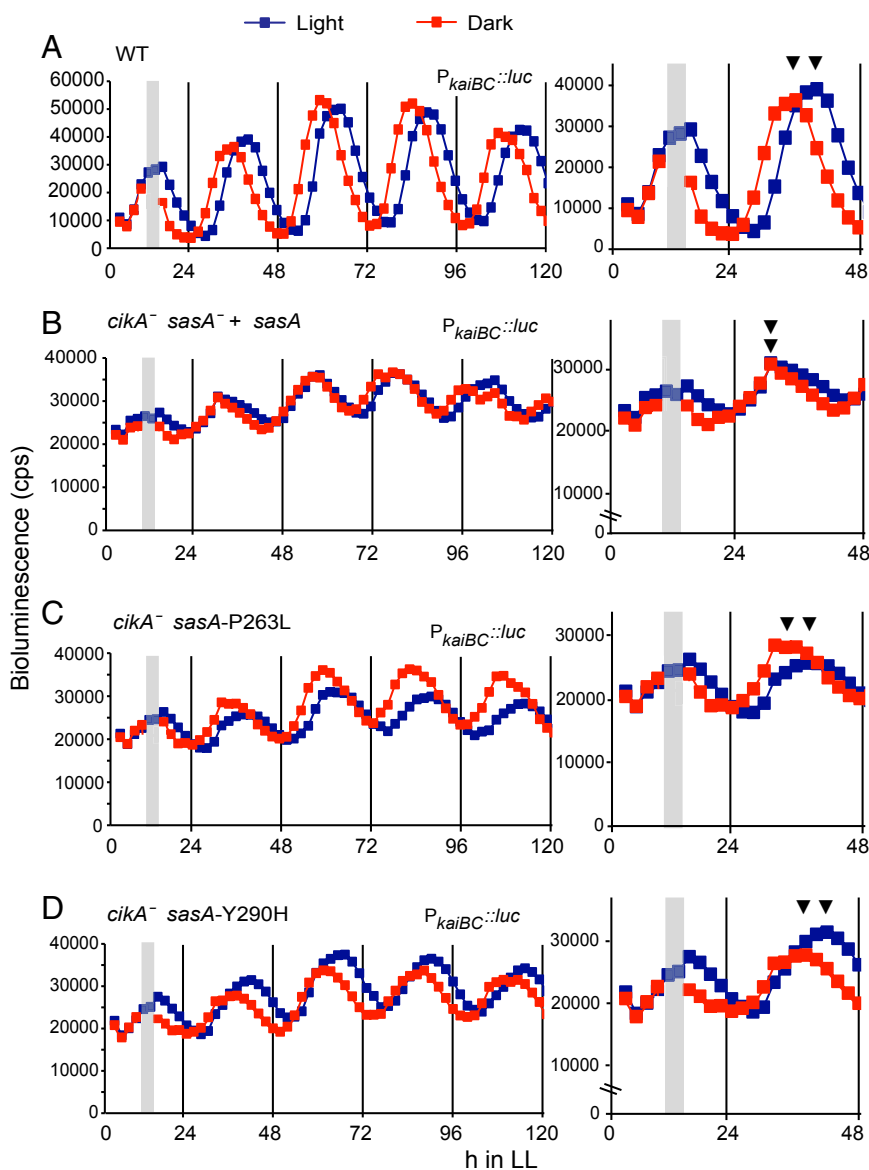 Light
Dark
A
WT
P_kaiBC::luc
60000
50000
40000
30000
20000
10000
0
0 24 48 72 96 120
40000
30000
20000
10000
0
0 24 48
B
cikA⁻ sasA⁻ + sasA
P_kaiBC::luc
40000
30000
20000
10000
0
0 24 48 72 96 120
30000
20000
10000
0
0 24 48
Bioluminescence (cps)
C
cikA⁻ sasA-P263L
P_kaiBC::luc
40000
30000
20000
10000
0
0 24 48 72 96 120
30000
20000
10000
0
0 24 48
D
cikA⁻ sasA-Y290H
P_kaiBC::luc
40000
30000
20000
10000
0
0 24 48 72 96 120
30000
20000
10000
0
0 24 48
h in LL